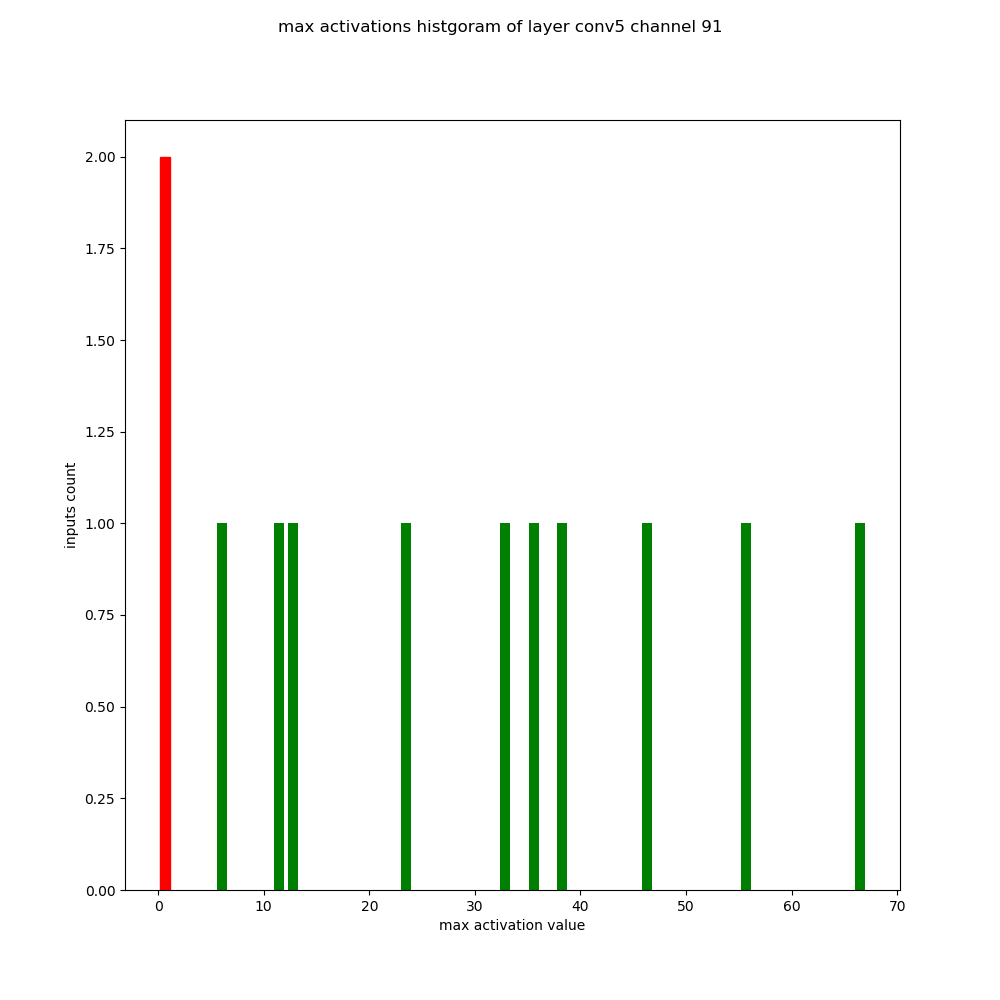 max activations histgoram of layer conv5 channel 91
2.00
1.75
1.50
1.25
1.00
0.75
0.50
0.25
0.00
inputs count
0 10 20 30 40 50 60 70
max activation value